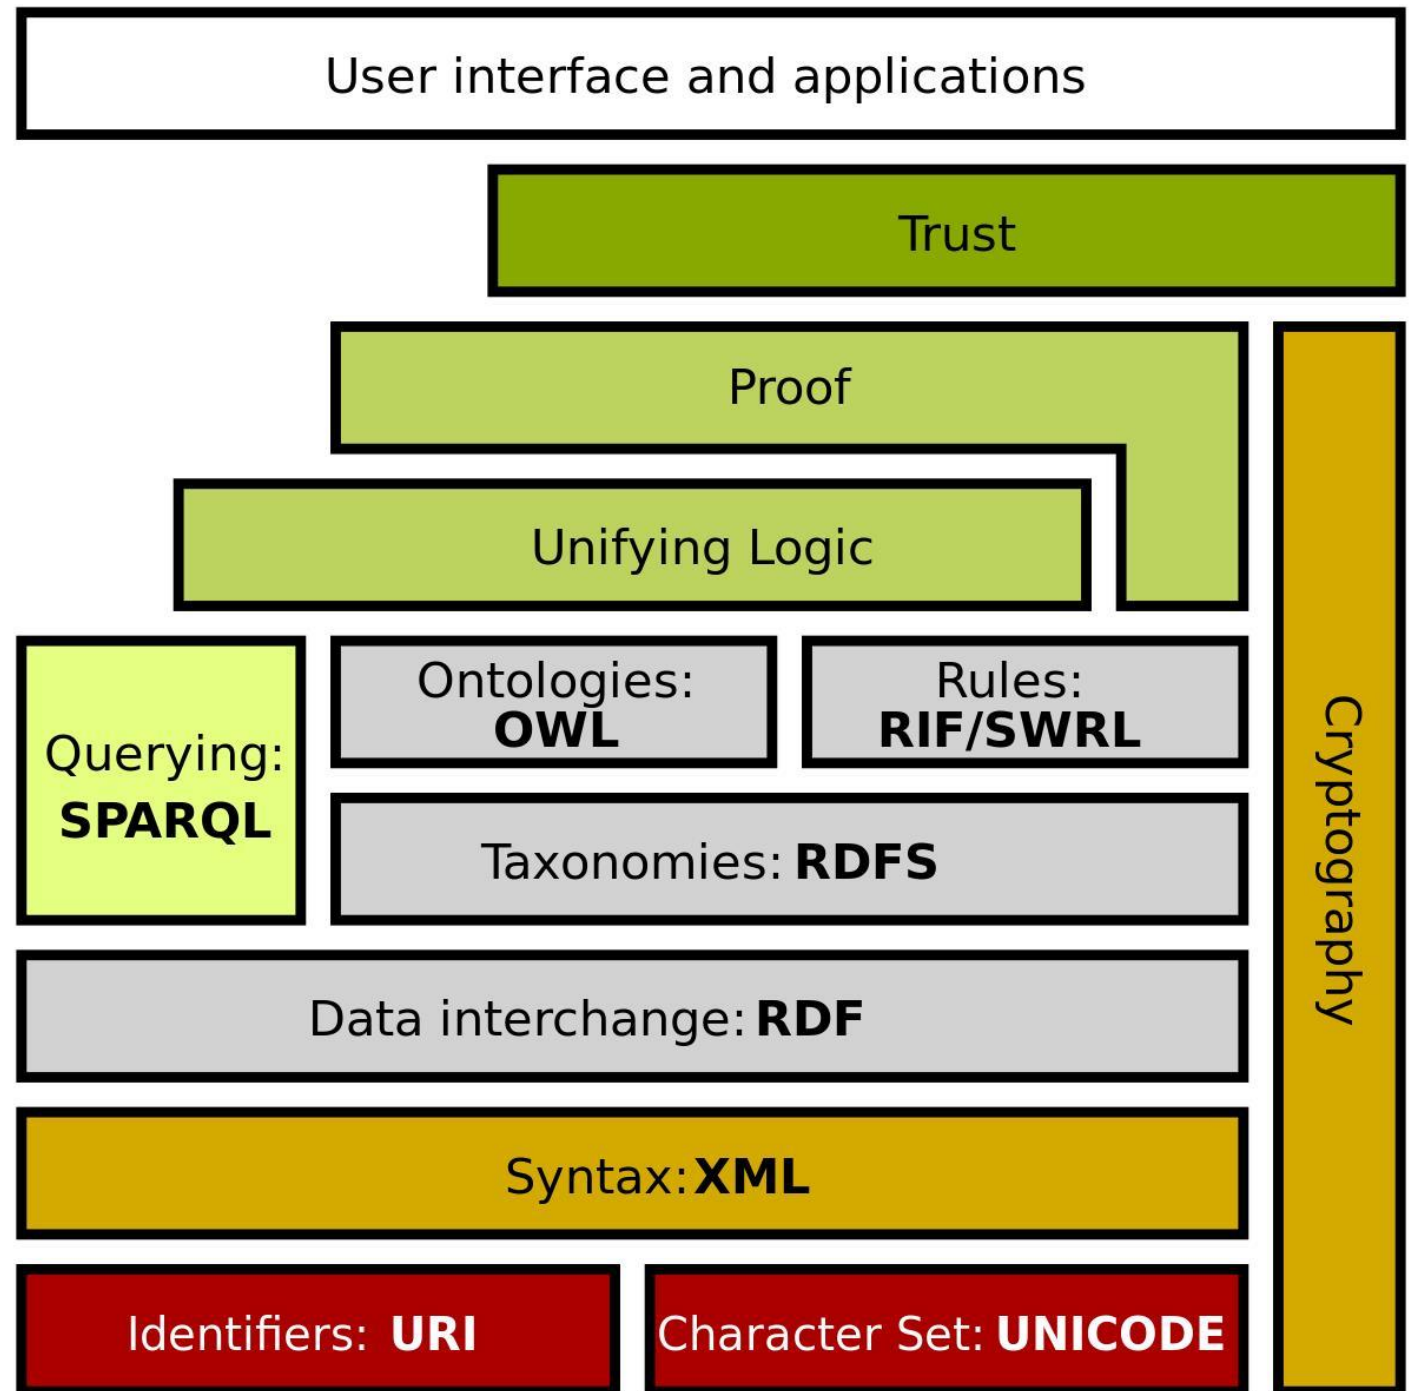 User interface and applications
Trust
Proof
Unifying Logic
Querying:
SPARQL
Ontologies:
OWL
Rules:
RIF/SWRL
Taxonomies: RDFS
Data interchange: RDF
Syntax: XML
Identifiers: URI
Character Set: UNICODE
Cryptography